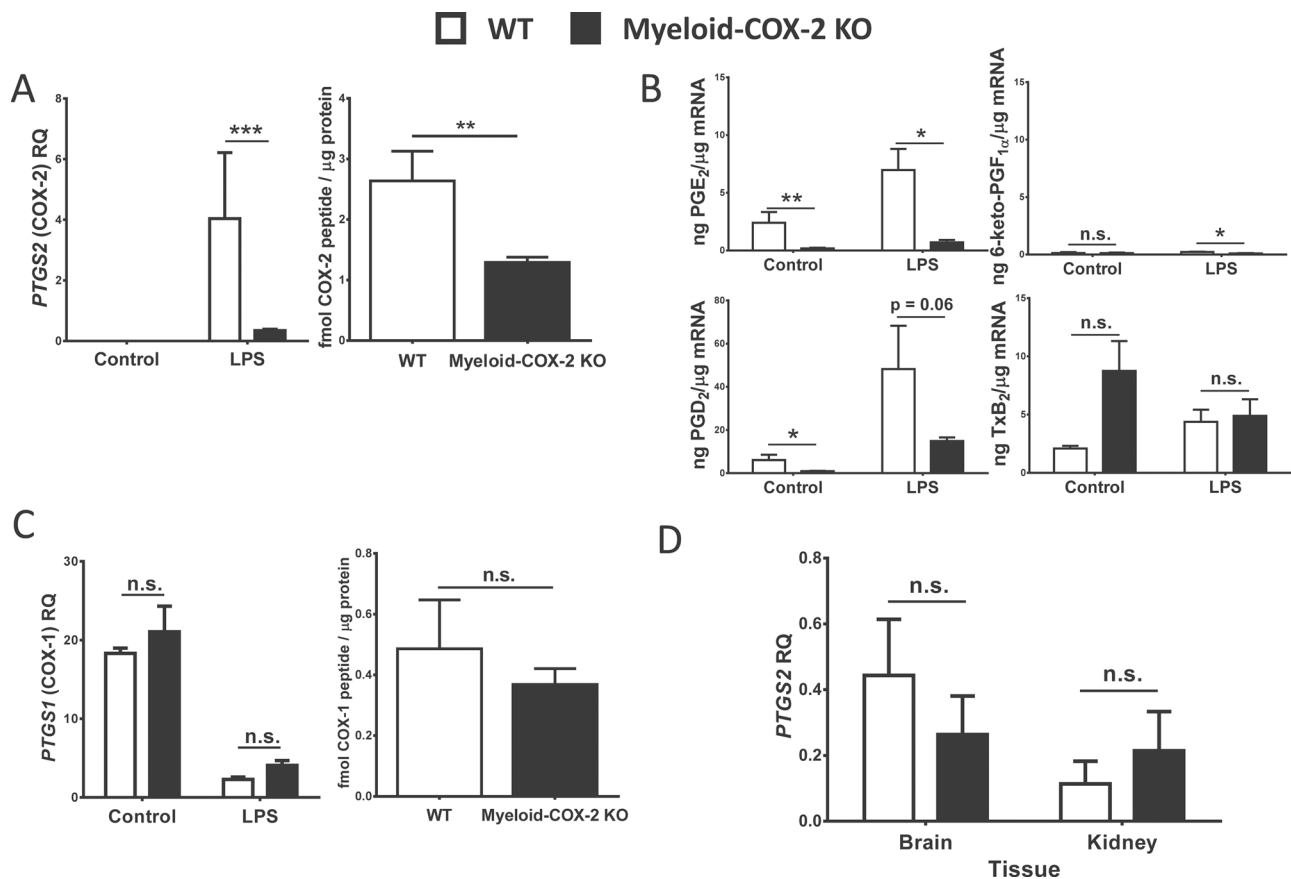 WT Myeloid-COX-2 KO
A
PTGS2 (COX-2) RQ
8
6
4
2
0
***
Control LPS
fmol COX-2 peptide / µg protein
4
3
2
1
0
**
WT Myeloid-COX-2 KO
B
ng PGE2/µg mRNA
15
10
5
0
**
*
Control LPS
ng 6-keto-PGF1α/µg mRNA
15
10
5
0
n.s.
*
Control LPS
ng PGD2/µg mRNA
80
60
40
20
0
*
p = 0.06
Control LPS
ng TxB2/µg mRNA
15
10
5
0
n.s.
n.s.
Control LPS
C
PTGS1 (COX-1) RQ
30
20
10
0
n.s.
n.s.
Control LPS
fmol COX-1 peptide / µg protein
0.8
0.6
0.4
0.2
0.0
n.s.
WT Myeloid-COX-2 KO
D
PTGS2 RQ
0.8
0.6
0.4
0.2
0.0
n.s.
n.s.
Brain Kidney
Tissue